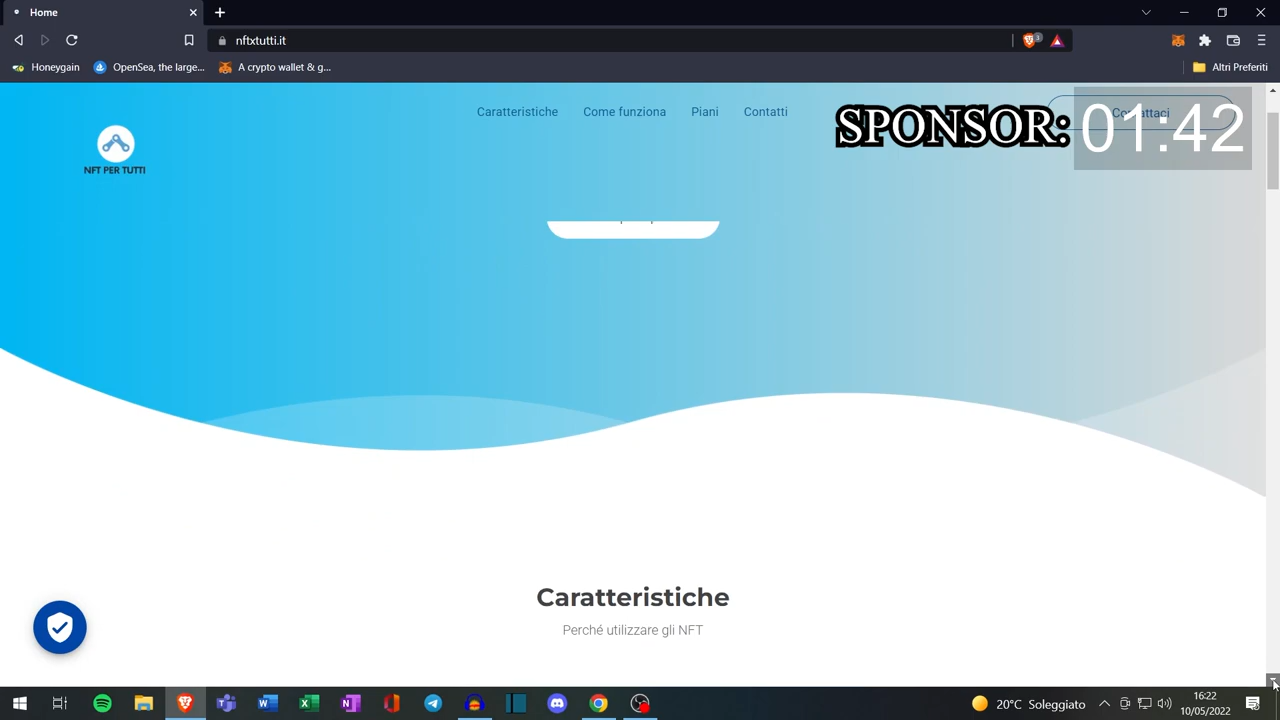 Home
nftxtutti.it
3
Honeygain
OpenSea, the large...
A crypto wallet & g...
Altri Preferiti
NFT PER TUTTI
Caratteristiche
Come funziona
Piani
Contatti
SPONSOR:
01:42
Caratteristiche
Perché utilizzare gli NFT
20°C Soleggiato
16:22
10/05/2022